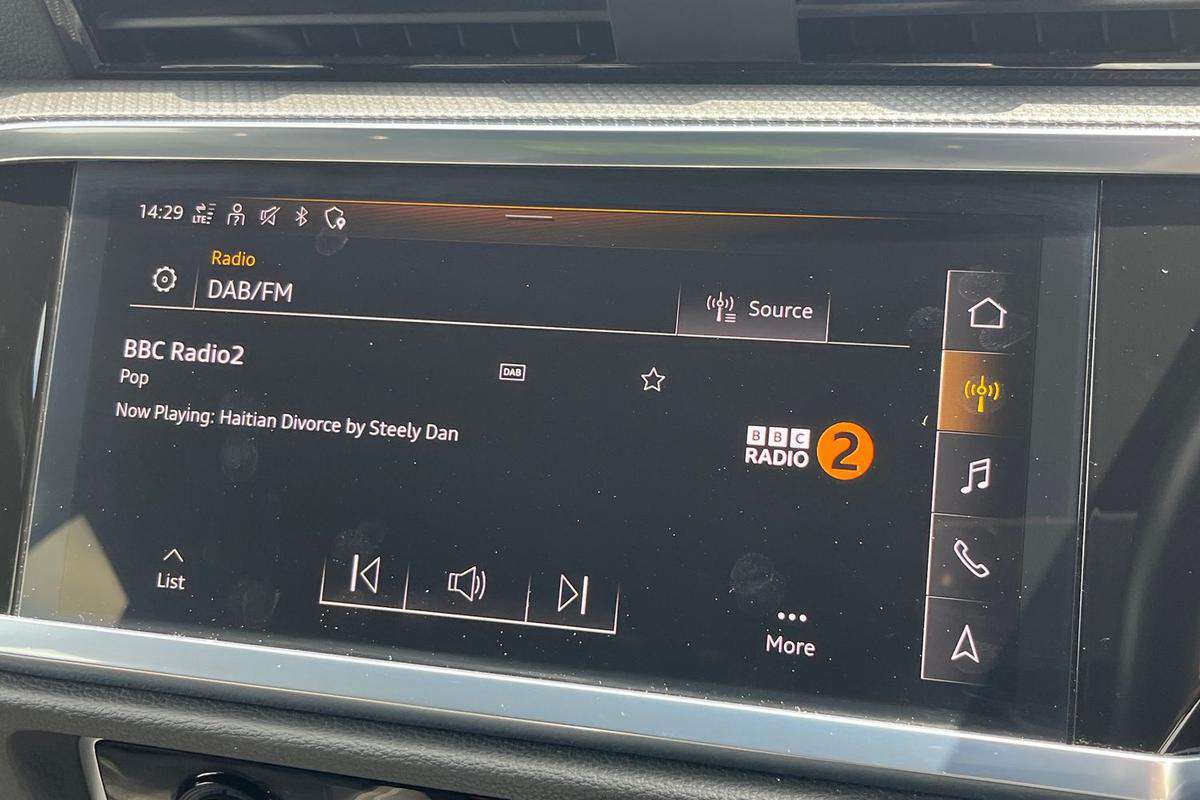 14:29 LTE ?
Radio
DAB/FM
Source
BBC Radio2
DAB
Pop
Now Playing: Haitian Divorce by Steely Dan
BBC
RADIO 2
List
More